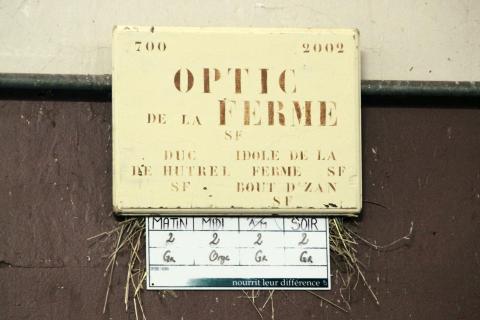 700 2002
OPTIC
DE LA FERME
SF
DUC IDOLE DE LA
DE HUTREL FERME SF
SF BOUT D'ZAN
SF
MATIN MIDI SOIR
2 2 2 2
Gr Orge Gr Gr
nourrit leur différence